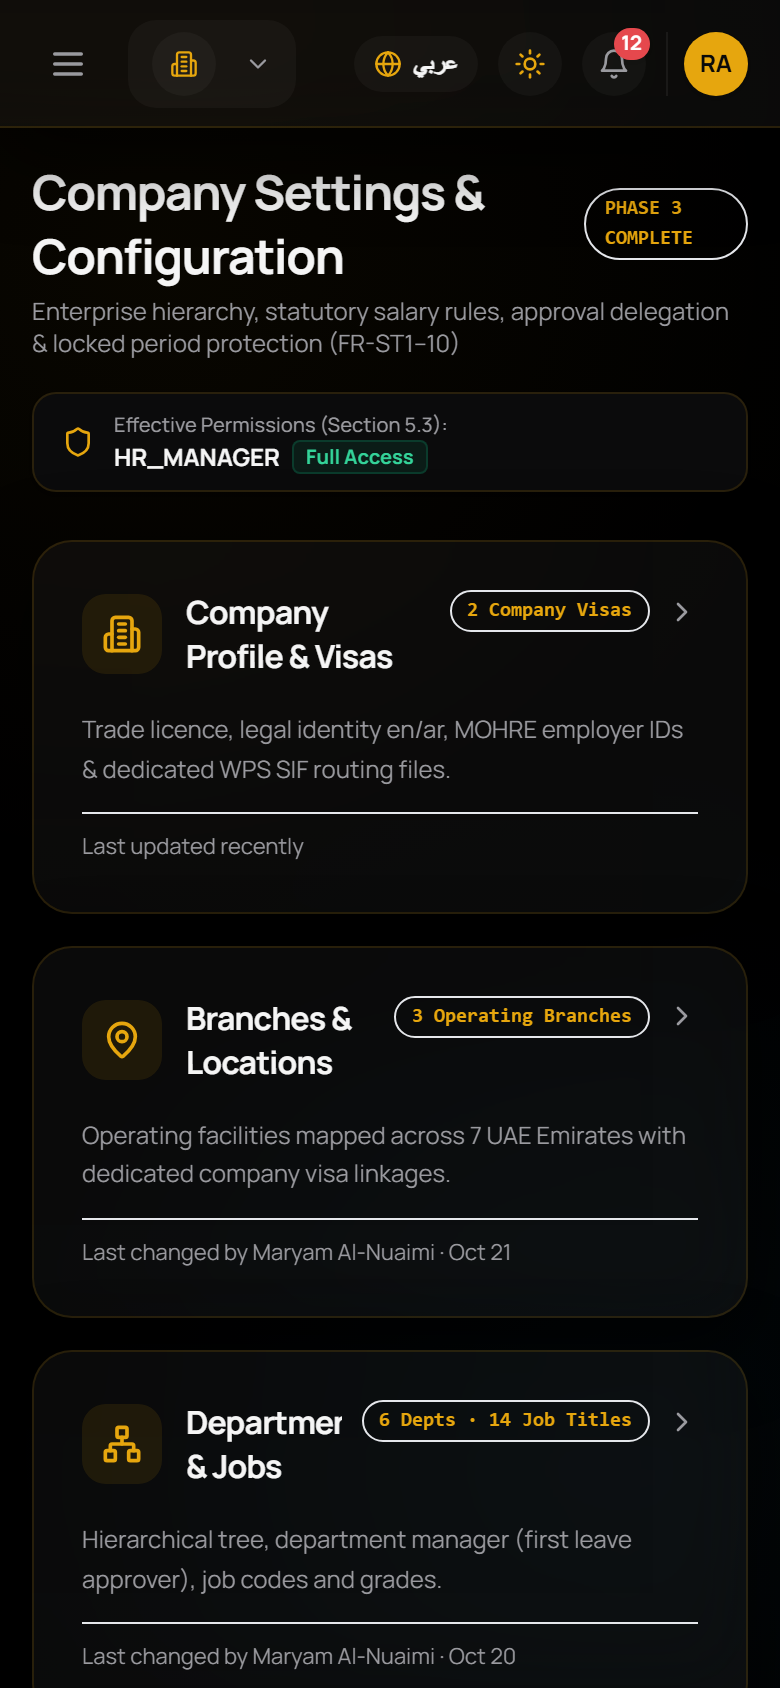 عربي
12
RA
Company Settings &
Configuration
PHASE 3
COMPLETE
Enterprise hierarchy, statutory salary rules, approval delegation
& locked period protection (FR-ST1–10)
Effective Permissions (Section 5.3):
HR_MANAGER Full Access
Company
Profile & Visas
2 Company Visas
Trade licence, legal identity en/ar, MOHRE employer IDs
& dedicated WPS SIF routing files.
Last updated recently
Branches &
Locations
3 Operating Branches
Operating facilities mapped across 7 UAE Emirates with
dedicated company visa linkages.
Last changed by Maryam Al-Nuaimi · Oct 21
Departmer
& Jobs
6 Depts · 14 Job Titles
Hierarchical tree, department manager (first leave
approver), job codes and grades.
Last changed by Maryam Al-Nuaimi · Oct 20